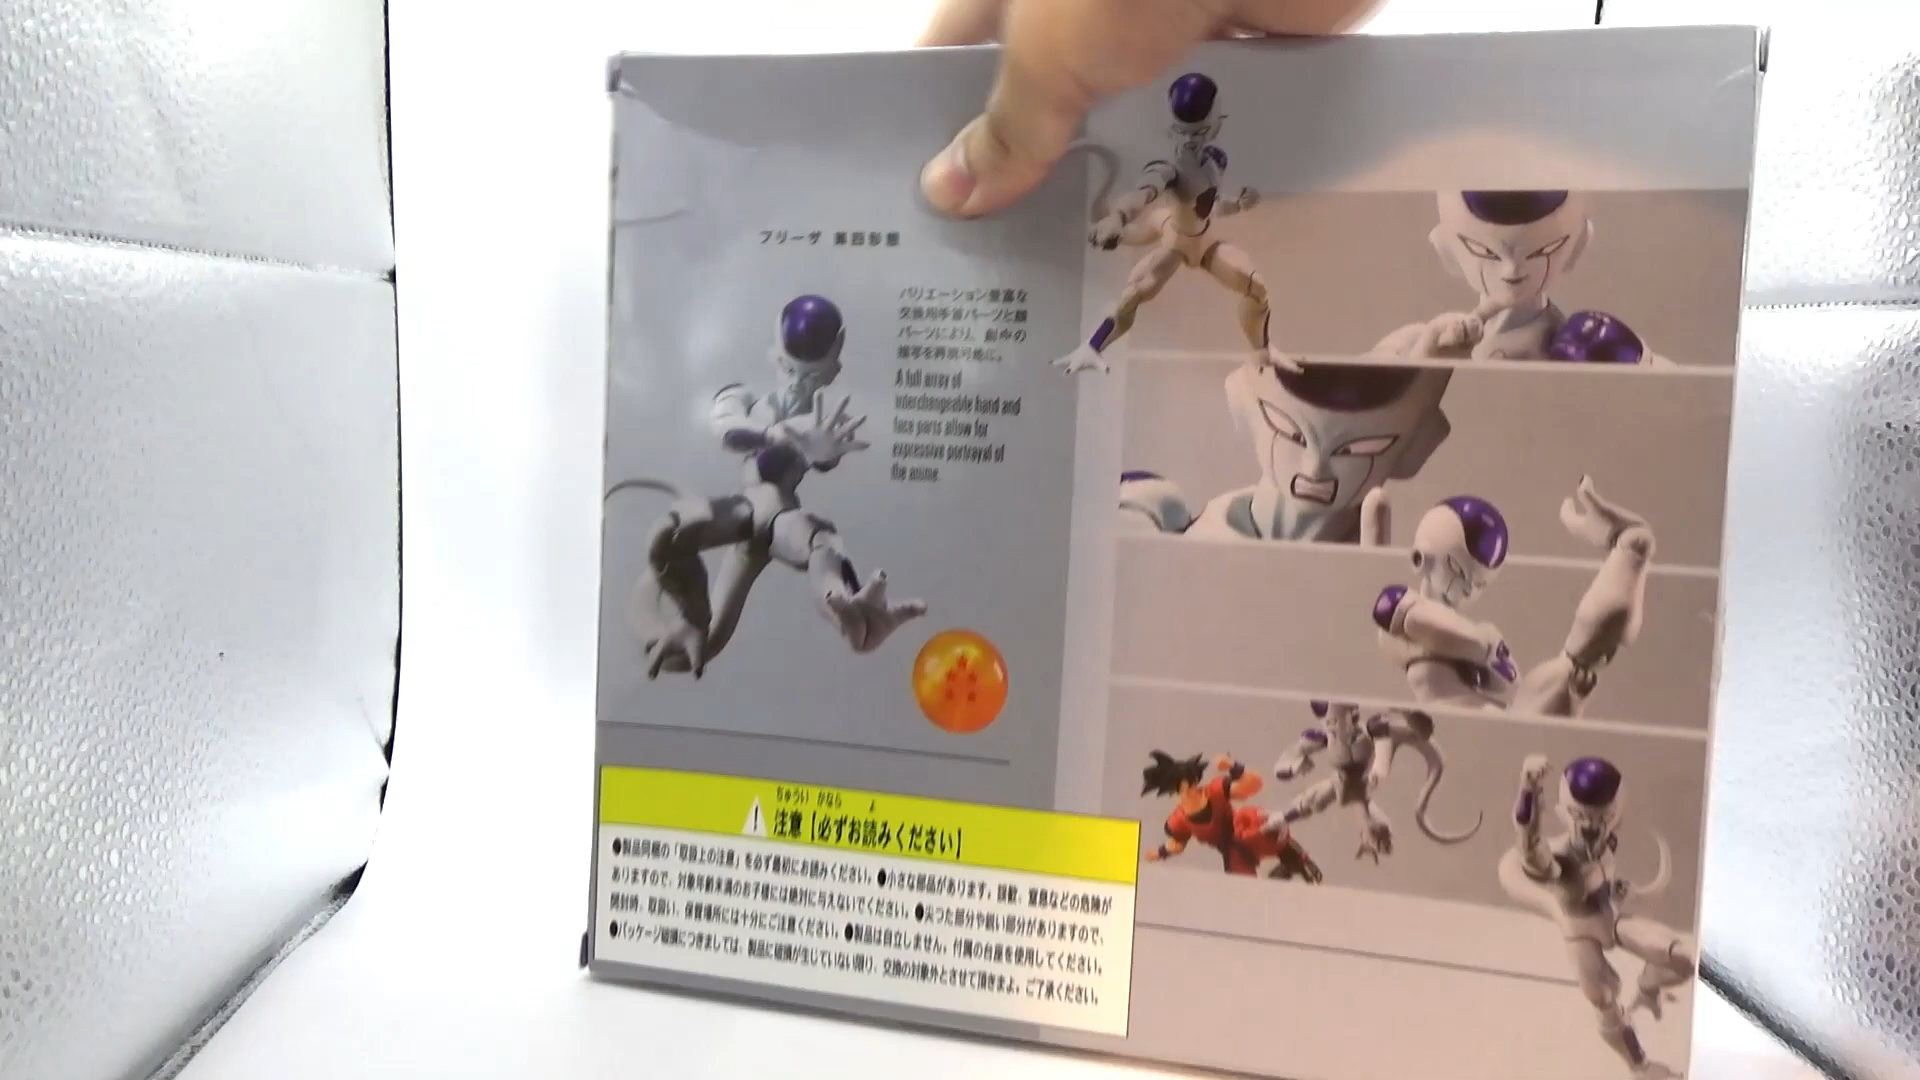 フリーザ 第四形態
バリエーション豊富な
交換用手首パーツと顔
パーツにより、劇中の
描写を再現可能に。
A full array of
interchangeable hand and
face parts allow for
expressive portrayal of
the anime.
ちゅうい かなら よ
注意【必ずお読みください】
●製品同梱の「取扱上の注意」を必ず最初にお読みください。●小さな部品があります。誤飲、窒息などの危険が
ありますので、対象年齢未満のお子様には絶対に与えないでください。●尖った部分や鋭い部分がありますので、
開封時、取扱い、保管場所には十分にご注意ください。●製品は自立しません。付属の台座を使用してください。
●パッケージ破損につきましては、製品に破損が生じていない限り、交換の対象外とさせて頂きます。ご了承ください。